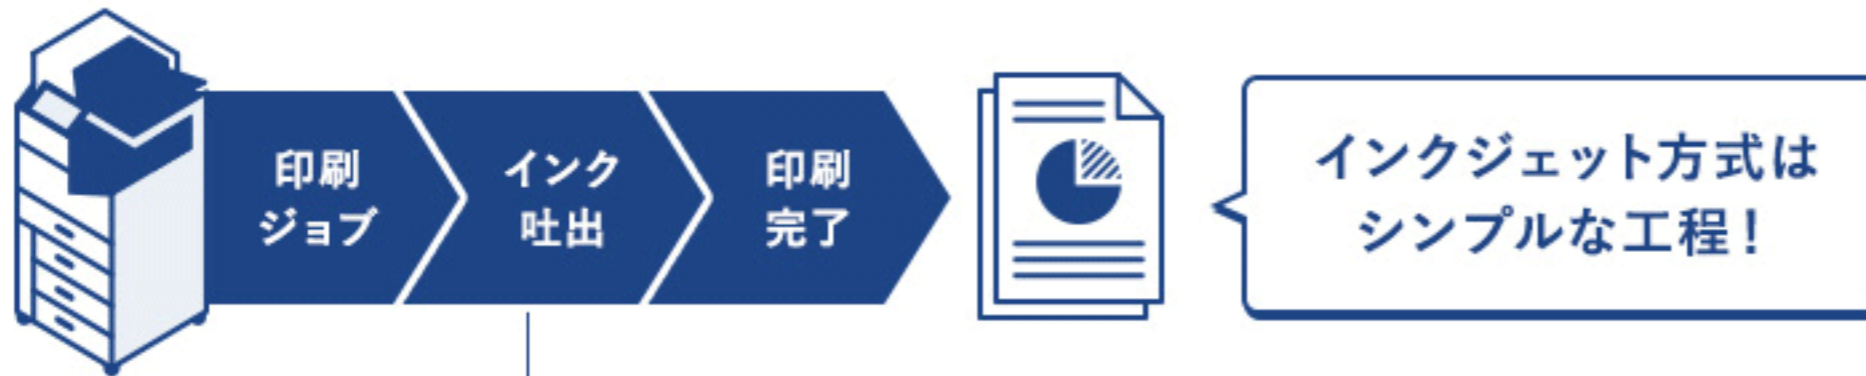 印刷
ジョブ
インク
吐出
印刷
完了
インクジェット方式は
シンプルな工程！